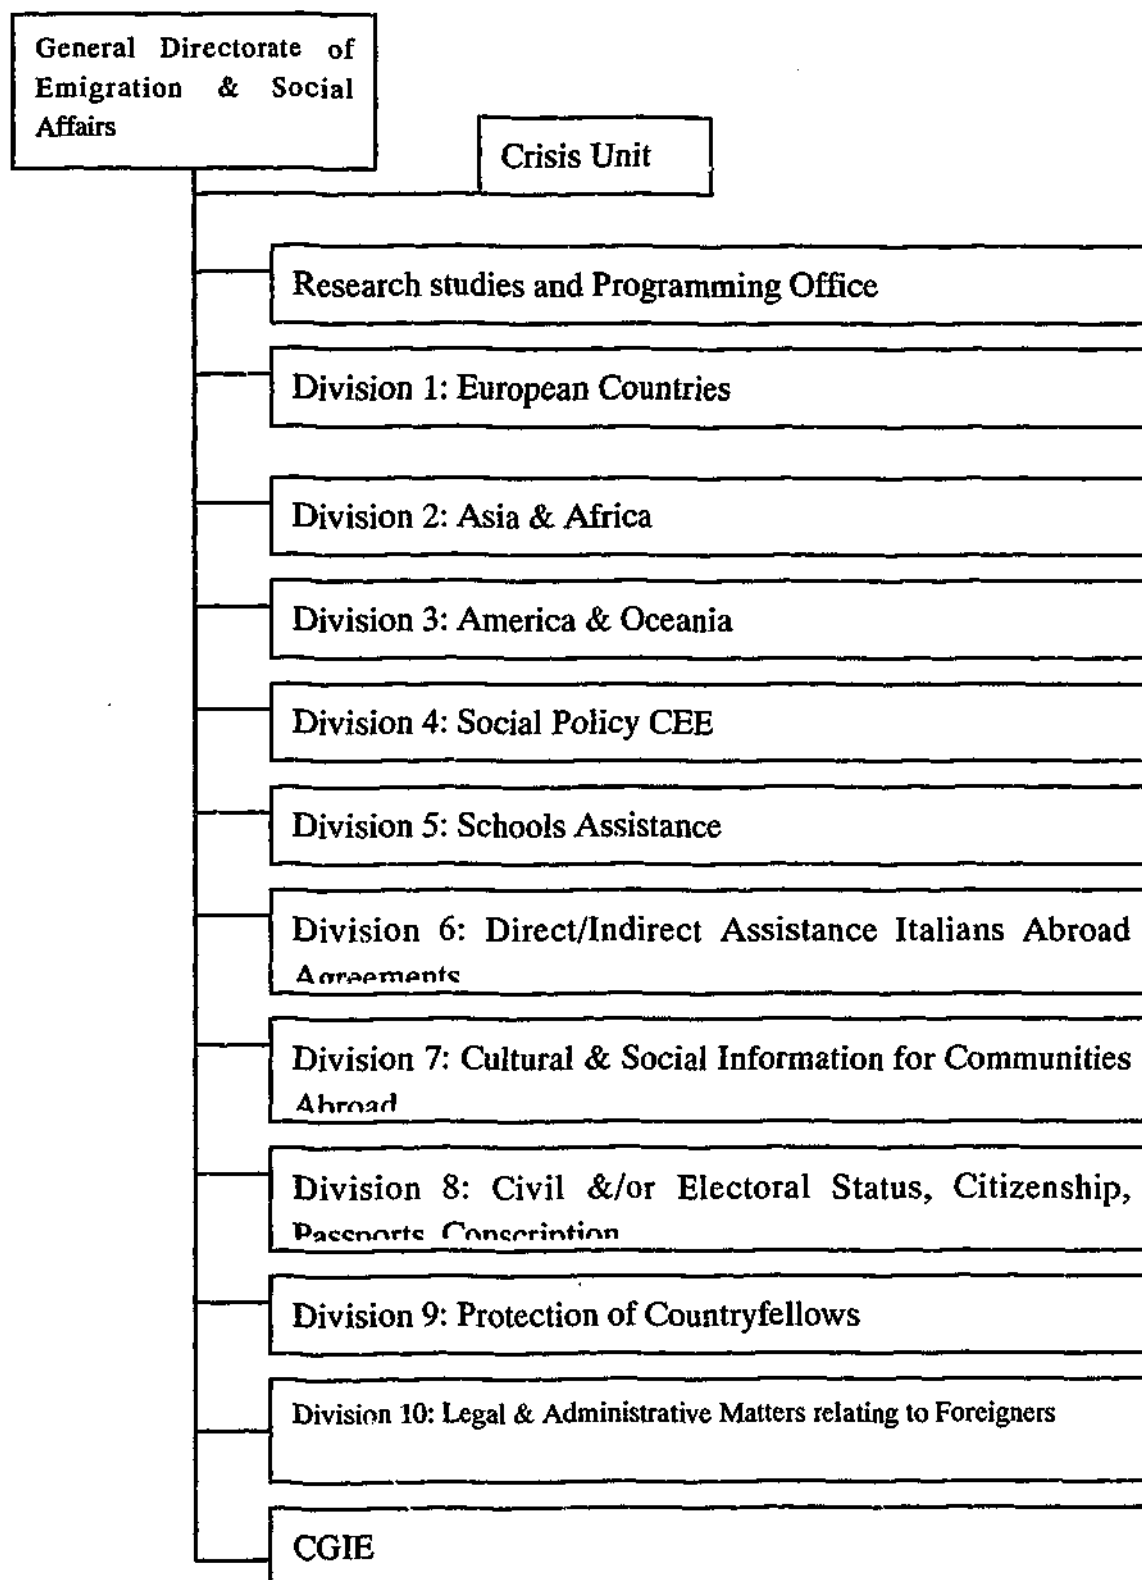 General Directorate of
Emigration & Social
Affairs
Crisis Unit
Research studies and Programming Office
Division 1: European Countries
Division 2: Asia & Africa
Division 3: America & Oceania
Division 4: Social Policy CEE
Division 5: Schools Assistance
Division 6: Direct/Indirect Assistance Italians Abroad
Agreements
Division 7: Cultural & Social Information for Communities
Abroad
Division 8: Civil &/or Electoral Status, Citizenship,
Passports Conscription
Division 9: Protection of Countryfellows
Division 10: Legal & Administrative Matters relating to Foreigners
CGIE